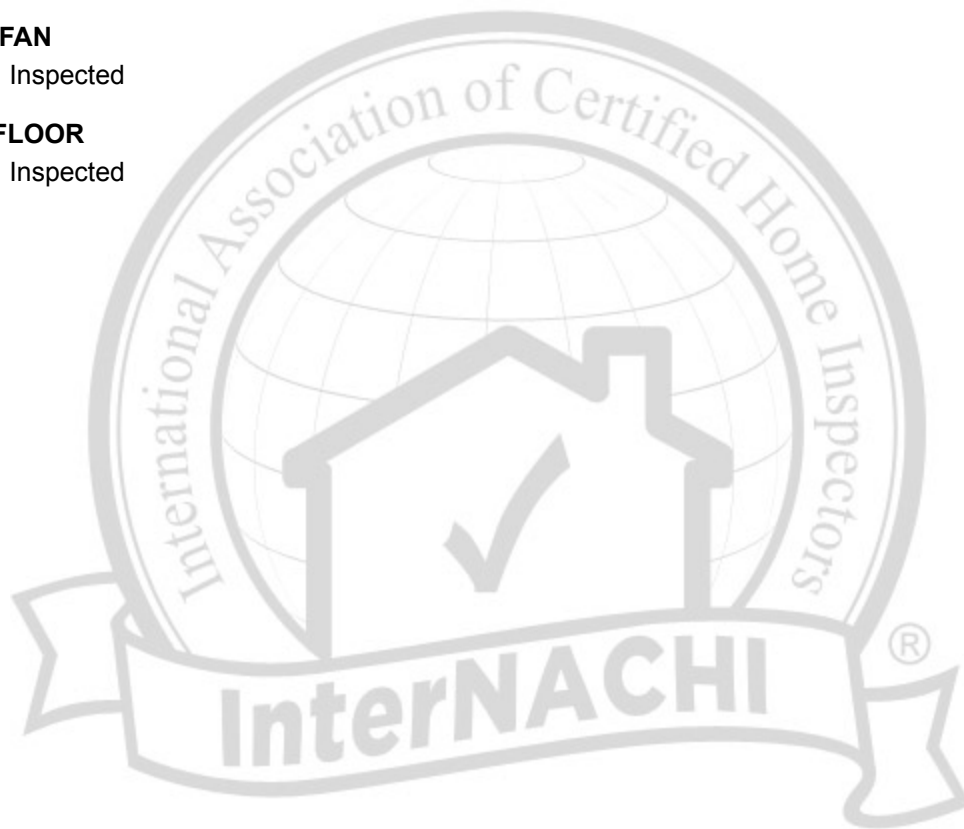 FAN
Inspected
FLOOR
Inspected
International Association of Certified Home Inspectors
InterNACHI
®